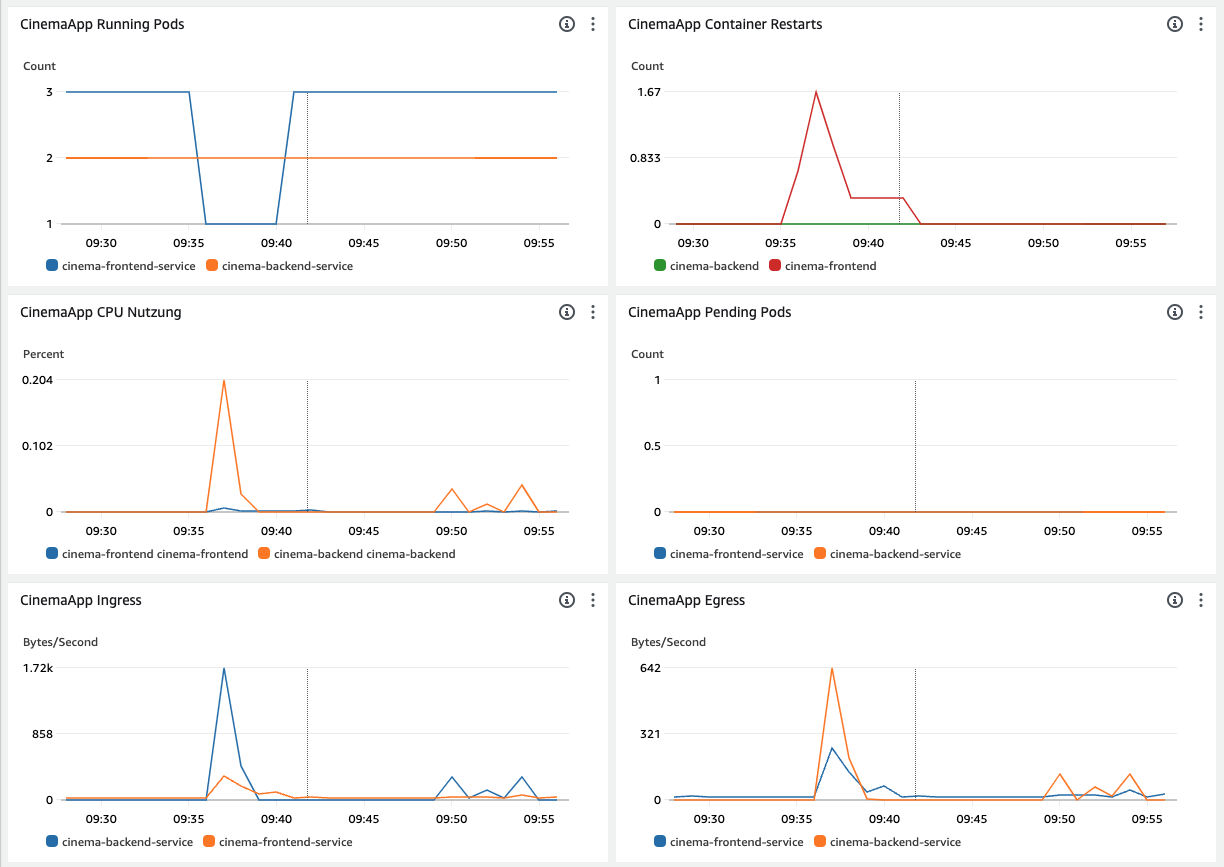 CinemaApp Running Pods
Count
3
2
1
09:30 09:35 09:40 09:45 09:50 09:55
cinema-frontend-service cinema-backend-service
CinemaApp Container Restarts
Count
1.67
0.833
0
09:30 09:35 09:40 09:45 09:50 09:55
cinema-backend cinema-frontend
CinemaApp CPU Nutzung
Percent
0.204
0.102
0
09:30 09:35 09:40 09:45 09:50 09:55
cinema-frontend cinema-frontend cinema-backend cinema-backend
CinemaApp Pending Pods
Count
1
0.5
0
09:30 09:35 09:40 09:45 09:50 09:55
cinema-frontend-service cinema-backend-service
CinemaApp Ingress
Bytes/Second
1.72k
858
0
09:30 09:35 09:40 09:45 09:50 09:55
cinema-backend-service cinema-frontend-service
CinemaApp Egress
Bytes/Second
642
321
0
09:30 09:35 09:40 09:45 09:50 09:55
cinema-frontend-service cinema-backend-service